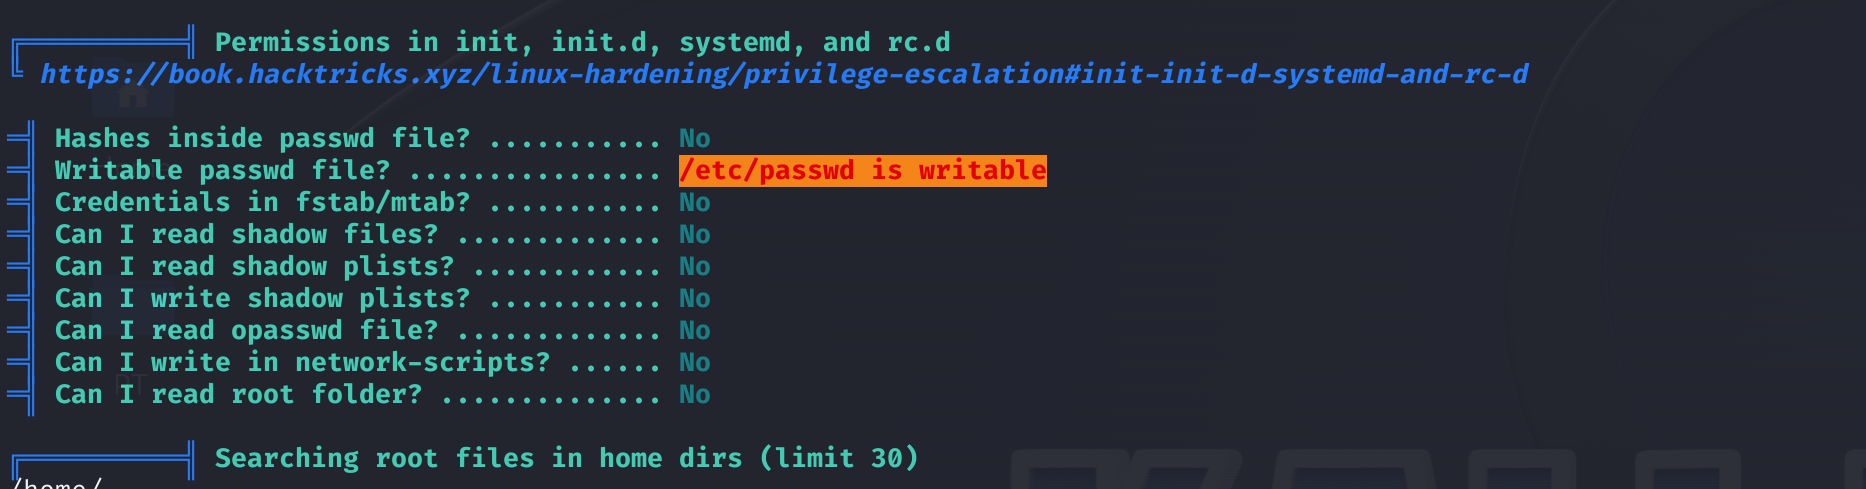 Permissions in init, init.d, systemd, and rc.d
https://book.hacktricks.xyz/linux-hardening/privilege-escalation#init-init-d-systemd-and-rc-d
Hashes inside passwd file? ........... No
Writable passwd file? ................ /etc/passwd is writable
Credentials in fstab/mtab? ........... No
Can I read shadow files? ............. No
Can I read shadow plists? ............ No
Can I write shadow plists? ........... No
Can I read opasswd file? ............. No
Can I write in network-scripts? ...... No
Can I read root folder? .............. No
Searching root files in home dirs (limit 30)
/home/